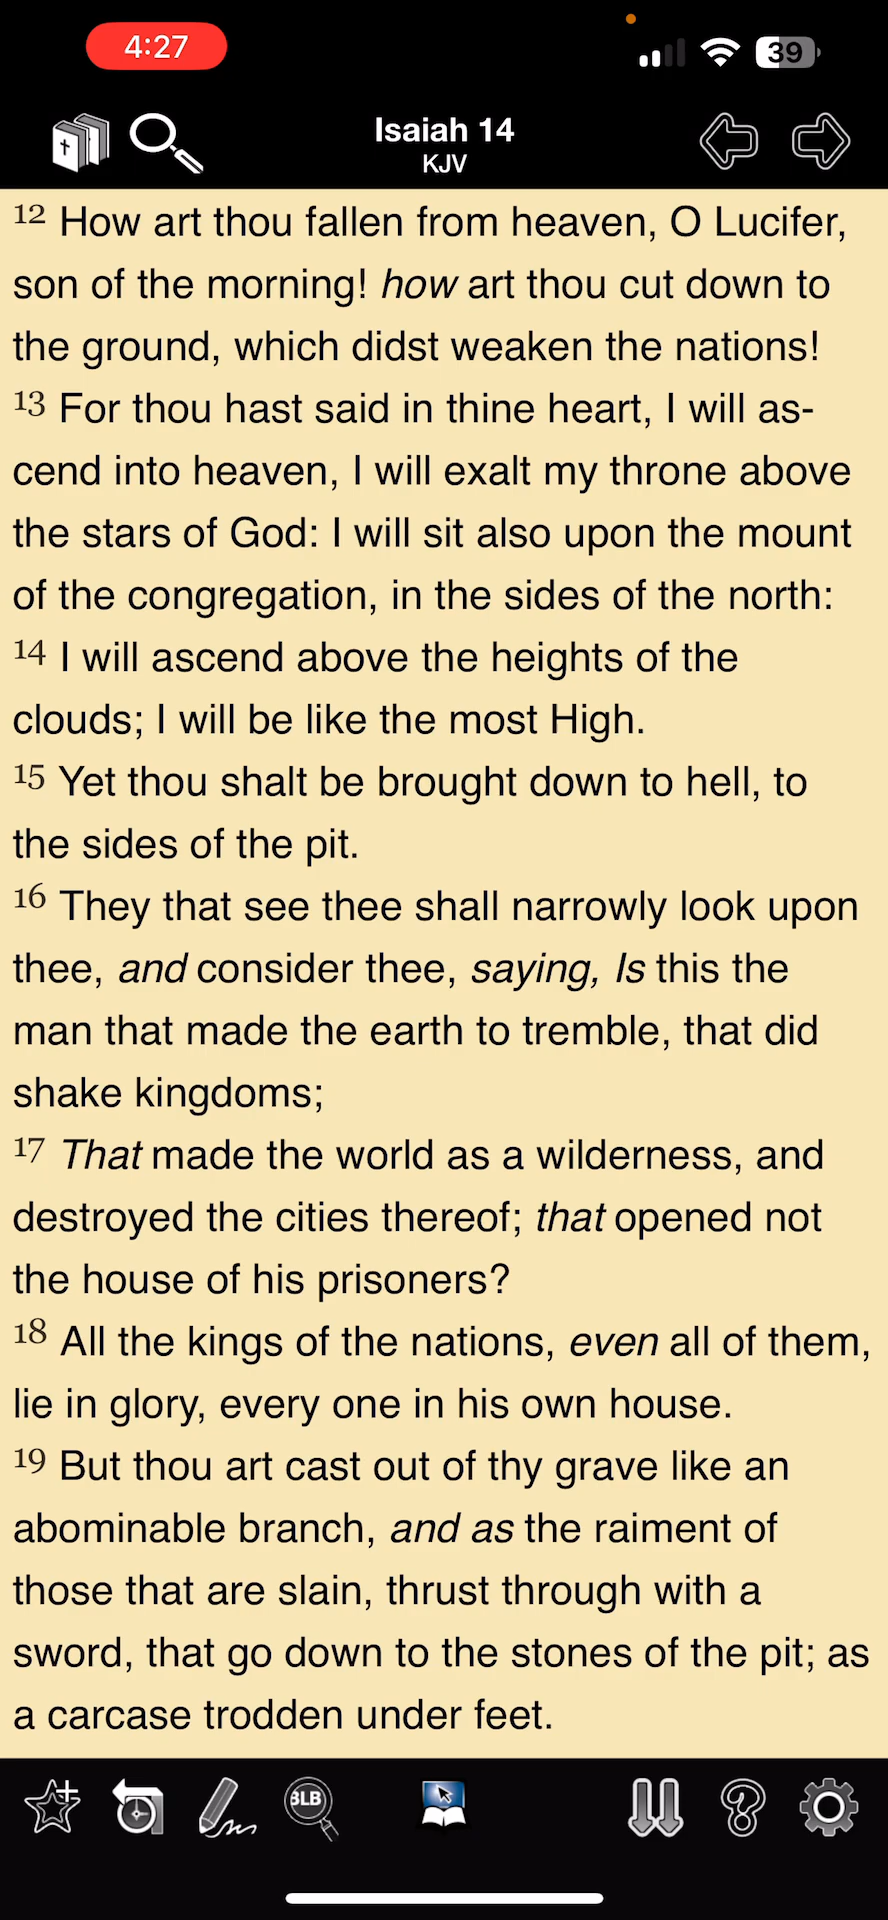 4:27
39
Isaiah 14
KJV
12 How art thou fallen from heaven, O Lucifer,
son of the morning! how art thou cut down to
the ground, which didst weaken the nations!
13 For thou hast said in thine heart, I will as-
cend into heaven, I will exalt my throne above
the stars of God: I will sit also upon the mount
of the congregation, in the sides of the north:
14 I will ascend above the heights of the
clouds; I will be like the most High.
15 Yet thou shalt be brought down to hell, to
the sides of the pit.
16 They that see thee shall narrowly look upon
thee, and consider thee, saying, Is this the
man that made the earth to tremble, that did
shake kingdoms;
17 That made the world as a wilderness, and
destroyed the cities thereof; that opened not
the house of his prisoners?
18 All the kings of the nations, even all of them,
lie in glory, every one in his own house.
19 But thou art cast out of thy grave like an
abominable branch, and as the raiment of
those that are slain, thrust through with a
sword, that go down to the stones of the pit; as
a carcase trodden under feet.
BLB